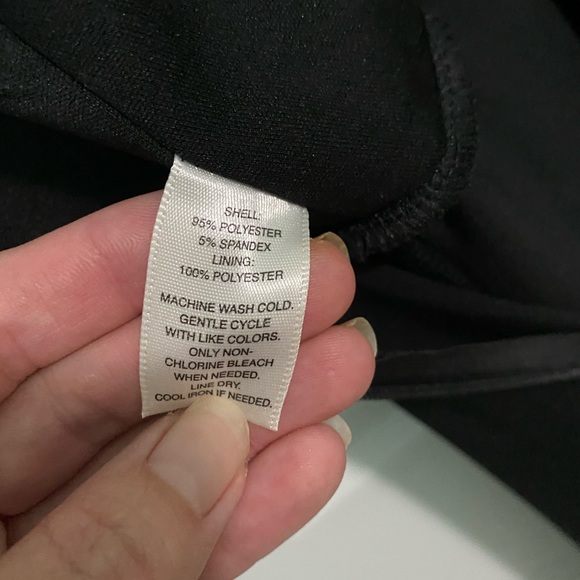 SHELL:
95% POLYESTER
5% SPANDEX
LINING:
100% POLYESTER
MACHINE WASH COLD.
GENTLE CYCLE
WITH LIKE COLORS.
ONLY NON-
CHLORINE BLEACH
WHEN NEEDED.
LINE DRY.
COOL IRON IF NEEDED.